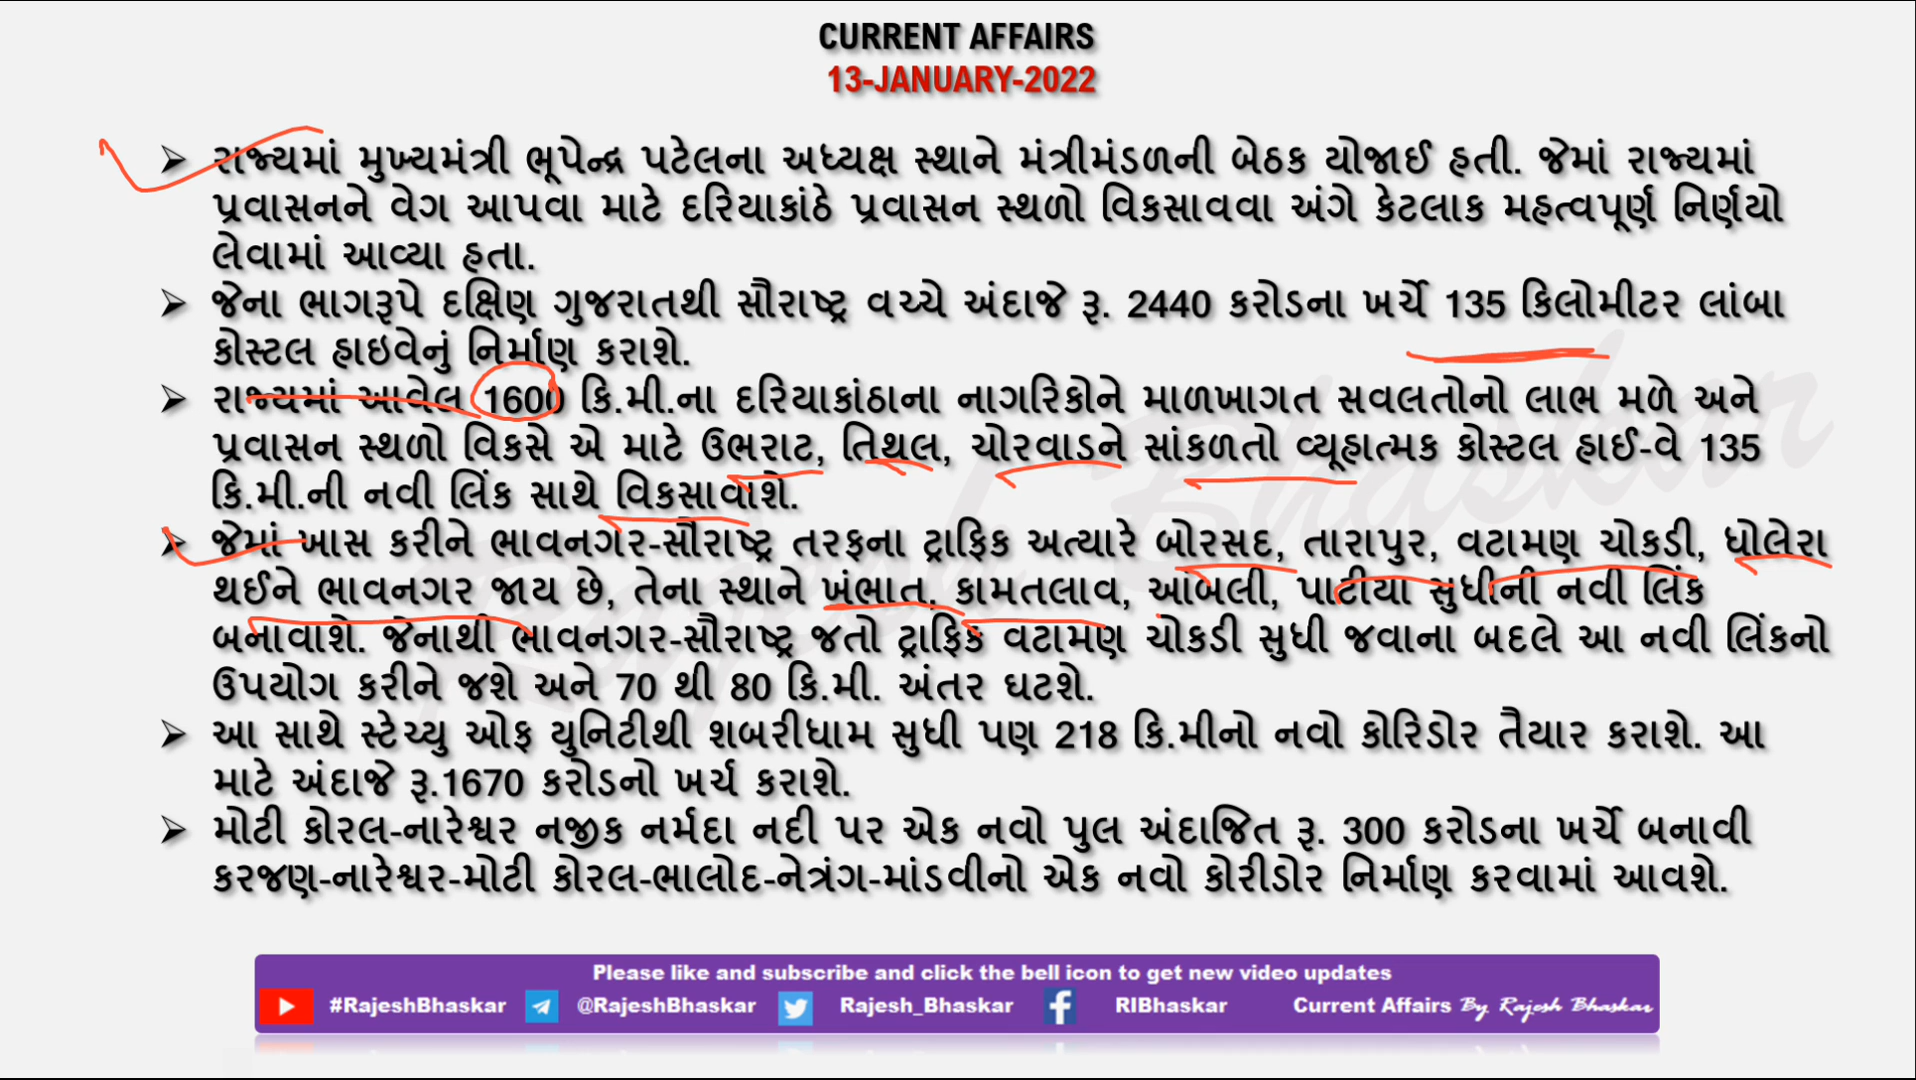 CURRENT AFFAIRS
13-JANUARY-2022
➢ રાજ્યમાં મુખ્યમંત્રી ભૂપેન્દ્ર પટેલના અધ્યક્ષ સ્થાને મંત્રીમંડળની બેઠક યોજાઈ હતી. જેમાં રાજ્યમાં
પ્રવાસનને વેગ આપવા માટે દરિયાકાંઠે પ્રવાસન સ્થળો વિકસાવવા અંગે કેટલાક મહત્વપૂર્ણ નિર્ણયો
લેવામાં આવ્યા હતા.
➢ જેના ભાગરૂપે દક્ષિણ ગુજરાતથી સૌરાષ્ટ્ર વચ્ચે અંદાજે રૂ. 2440 કરોડના ખર્ચે 135 કિલોમીટર લાંબા
કોસ્ટલ હાઇવેનું નિર્માણ કરાશે.
➢ રાજ્યમાં આવેલ 1600 કિ.મી.ના દરિયાકાંઠાના નાગરિકોને માળખાગત સવલતોનો લાભ મળે અને
પ્રવાસન સ્થળો વિકસે એ માટે ઉભરાટ, તિથલ, ચોરવાડને સાંકળતો વ્યૂહાત્મક કોસ્ટલ હાઈ-વે 135
કિ.મી.ની નવી લિંક સાથે વિકસાવાશે.
➢ જેમાં ખાસ કરીને ભાવનગર-સૌરાષ્ટ્ર તરફના ટ્રાફિક અત્યારે બોરસદ, તારાપુર, વટામણ ચોકડી, ધોલેરા
થઈને ભાવનગર જાય છે, તેના સ્થાને ખંભાત, કામતલાવ, આંબલી, પાટીયા સુધીની નવી લિંક
બનાવાશે. જેનાથી ભાવનગર-સૌરાષ્ટ્ર જતો ટ્રાફિક વટામણ ચોકડી સુધી જવાના બદલે આ નવી લિંકનો
ઉપયોગ કરીને જશે અને 70 થી 80 કિ.મી. અંતર ઘટશે.
➢ આ સાથે સ્ટેચ્યુ ઓફ યુનિટીથી શબરીધામ સુધી પણ 218 કિ.મીનો નવો કોરિડોર તૈયાર કરાશે. આ
માટે અંદાજે રૂ.1670 કરોડનો ખર્ચ કરાશે.
➢ મોટી કોરલ-નારેશ્વર નજીક નર્મદા નદી પર એક નવો પુલ અંદાજિત રૂ. 300 કરોડના ખર્ચે બનાવી
કરજણ-નારેશ્વર-મોટી કોરલ-ભાલોદ-નેત્રંગ-માંડવીનો એક નવો કોરીડોર નિર્માણ કરવામાં આવશે.
Please like and subscribe and click the bell icon to get new video updates
#RajeshBhaskar @RajeshBhaskar Rajesh_Bhaskar RIBhaskar Current Affairs By Rajesh Bhaskar
Rajesh Bhaskar